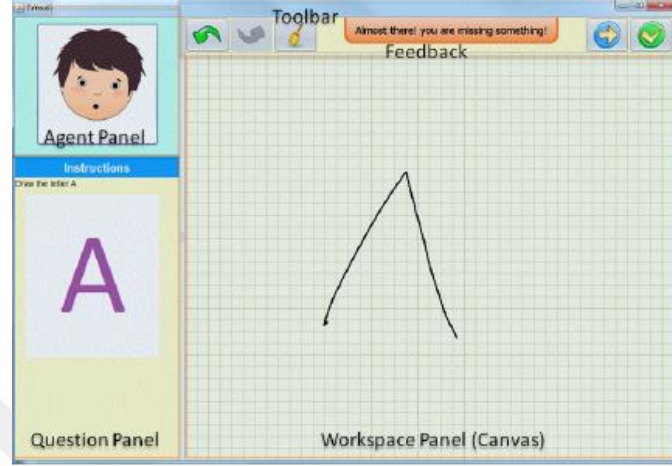 Toolbar
Almost there! you are missing something!
Feedback
Agent Panel
Instructions
Draw the letter A
A
Question Panel
Workspace Panel (Canvas)